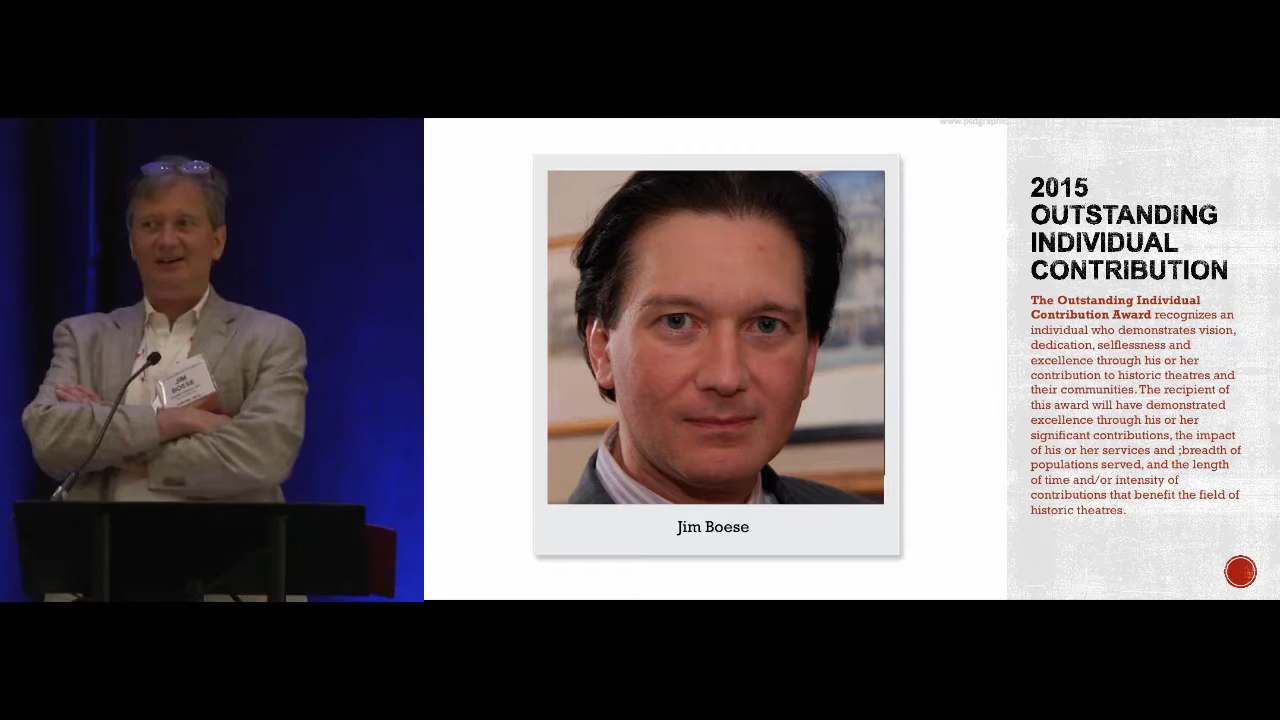 JIM
BOESE
www.psdgraphi
Jim Boese
2015
OUTSTANDING
INDIVIDUAL
CONTRIBUTION
The Outstanding Individual
Contribution Award recognizes an
individual who demonstrates vision,
dedication, selflessness and
excellence through his or her
contribution to historic theatres and
their communities. The recipient of
this award will have demonstrated
excellence through his or her
significant contributions, the impact
of his or her services and ;breadth of
populations served, and the length
of time and/or intensity of
contributions that benefit the field of
historic theatres.